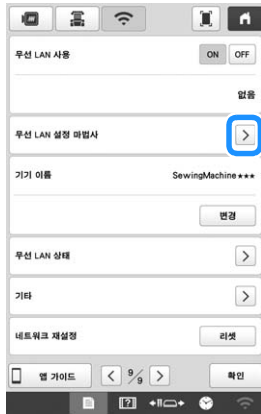 무선 LAN 사용
ON OFF
없음
무선 LAN 설정 마법사
기기 이름 SewingMachine★★★
변경
무선 LAN 상태
기타
네트워크 재설정 리셋
앱 가이드 9/9 확인